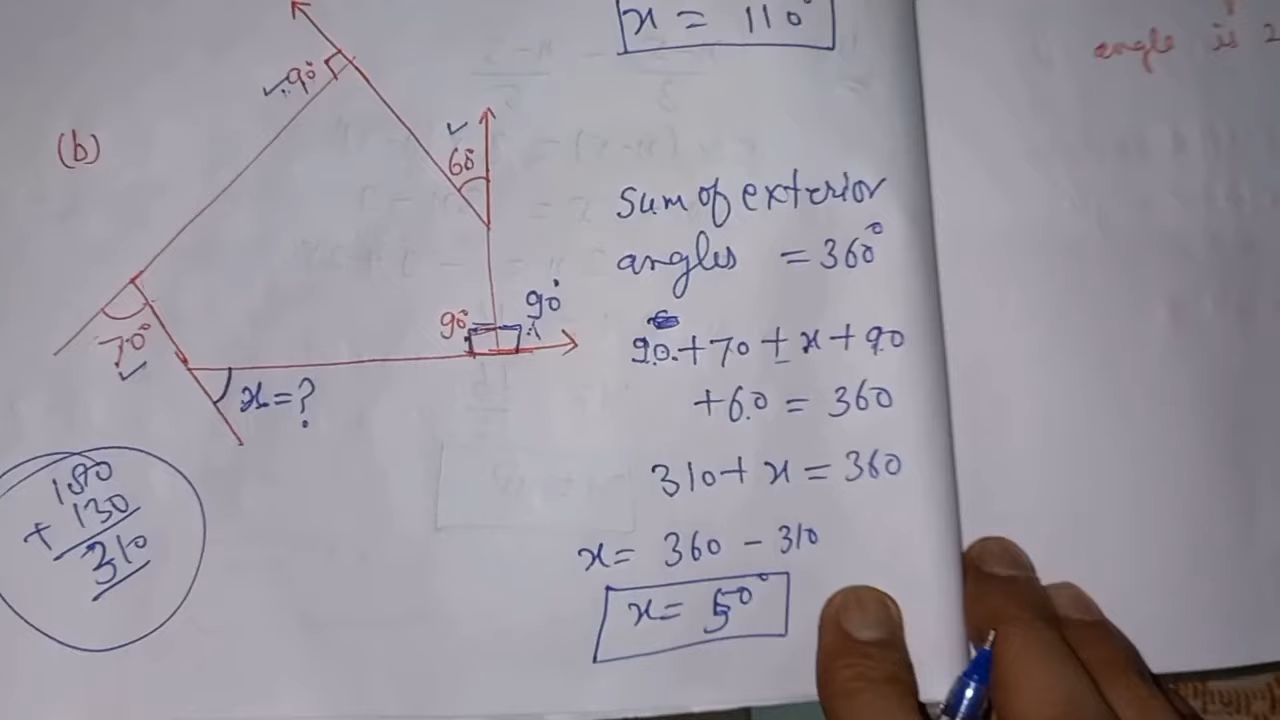 x = 110°
angle is 2
(b)
90°
60°
70°
90°
90°
x=?
Sum of exterior
angles = 360°
90+70+x+90
+60 = 360
310+x = 360
x= 360 - 310
x= 50°
180
+ 130
310